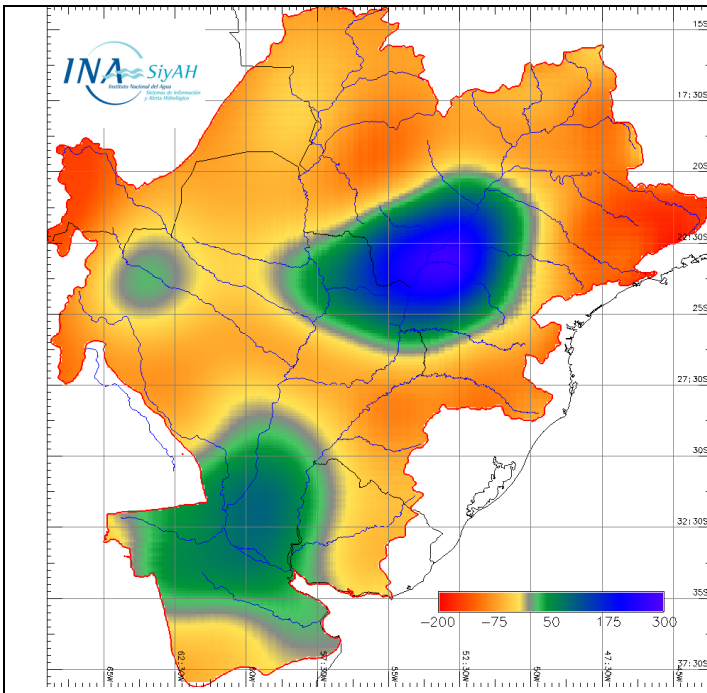 INA SiyAH
Instituto Nacional del Agua
Sistemas de Información
y Alerta Hidrológico
15S
17:30S
20S
22:30S
25S
27:30S
30S
32:30S
35S
37:30S
-200 -75 50 175 300
65W 62:30W 60W 57:30W 55W 52:30W 50W 47:30W 45W